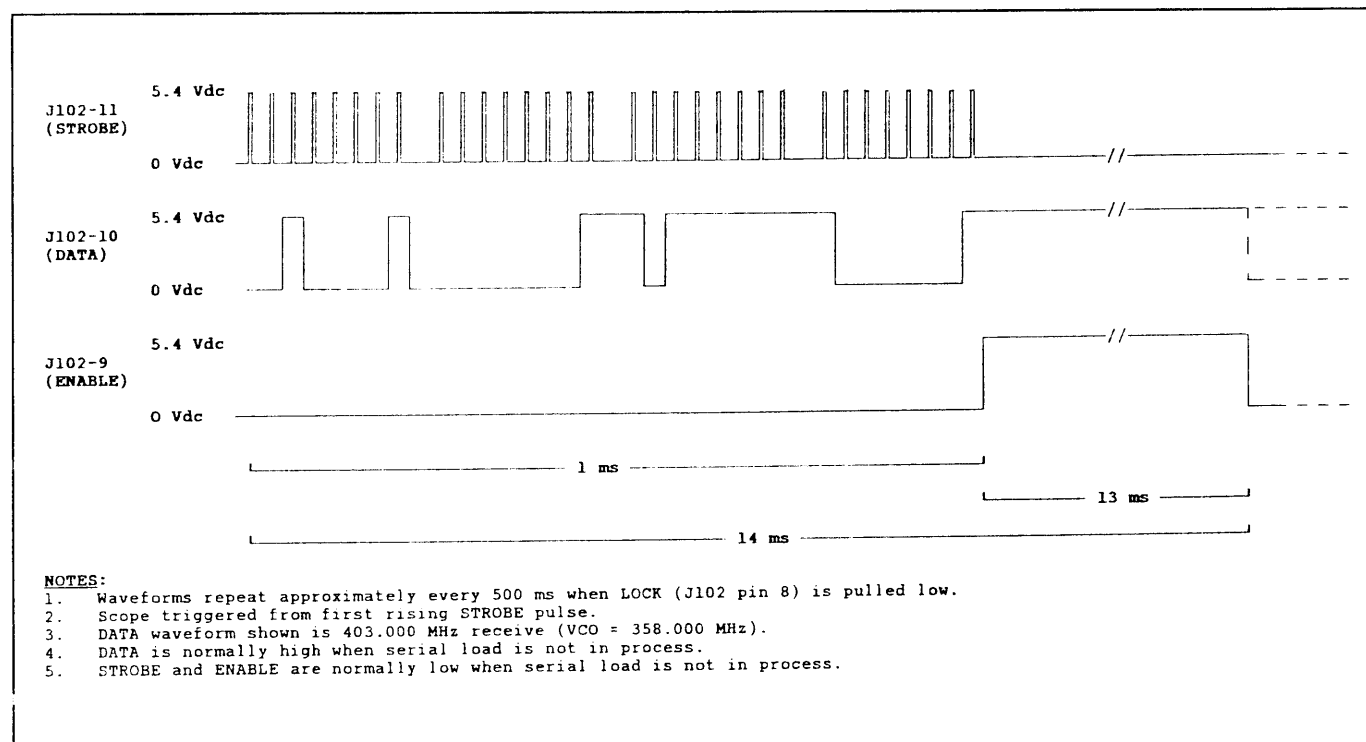 5.4 Vdc
J102-11
(STROBE)
0 Vdc
//
5.4 Vdc
//
J102-10
(DATA)
0 Vdc
5.4 Vdc
//
J102-9
(ENABLE)
0 Vdc
1 ms
13 ms
14 ms
NOTES:
1. Waveforms repeat approximately every 500 ms when LOCK (J102 pin 8) is pulled low.
2. Scope triggered from first rising STROBE pulse.
3. DATA waveform shown is 403.000 MHz receive (VCO = 358.000 MHz).
4. DATA is normally high when serial load is not in process.
5. STROBE and ENABLE are normally low when serial load is not in process.